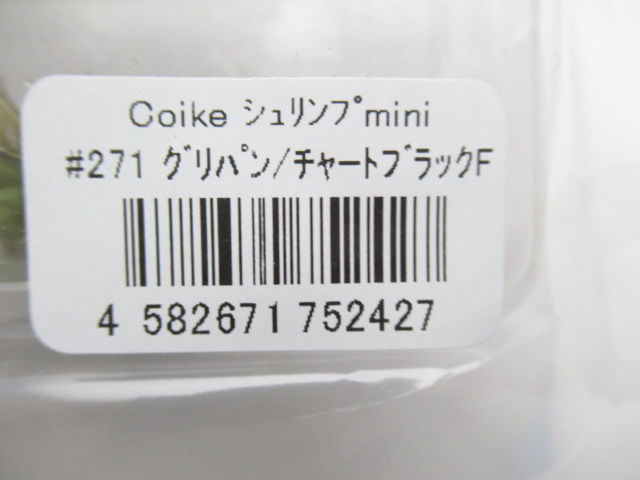 Coike ｼｭﾘﾝﾌﾟmini
#271 ｸﾞﾘﾊﾟﾝ/ﾁｬｰﾄﾌﾞﾗｯｸF
4 582671 752427